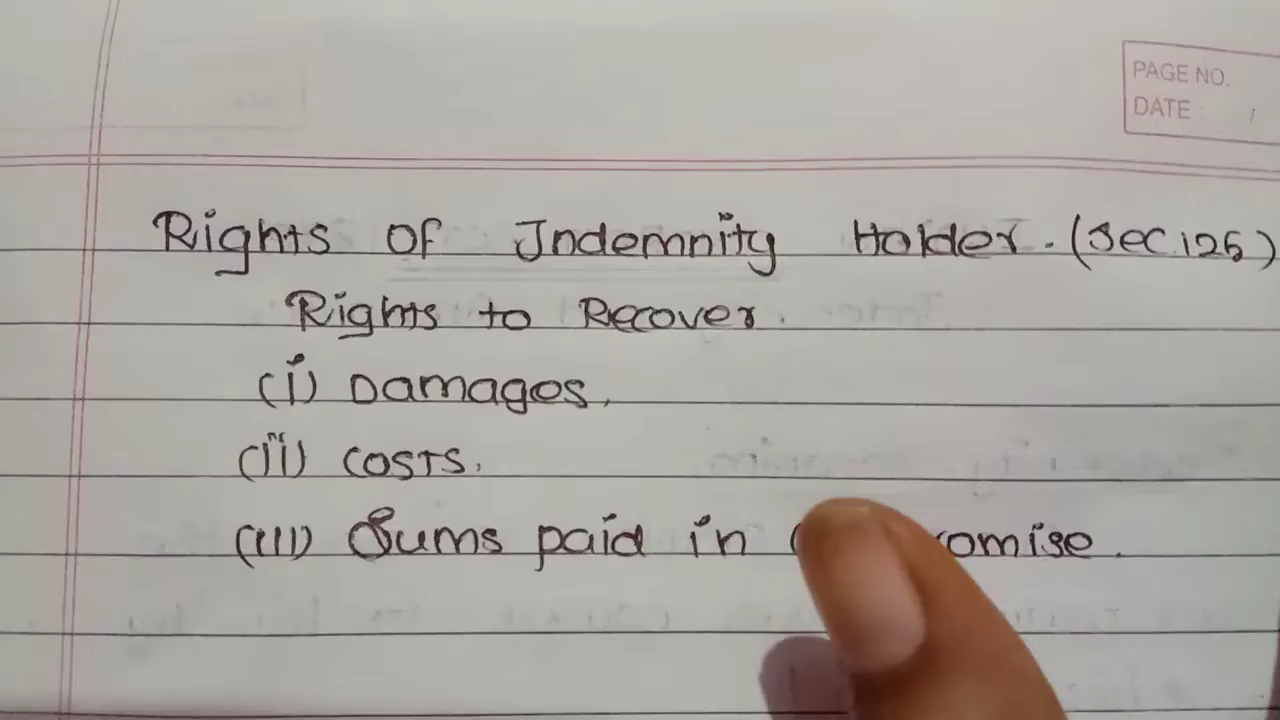 PAGE NO.
DATE : /
Rights of Indemnity Holder. (Sec.125)
Rights to Recover.
(i) Damages.
(ii) costs.
(iii) Sums paid in